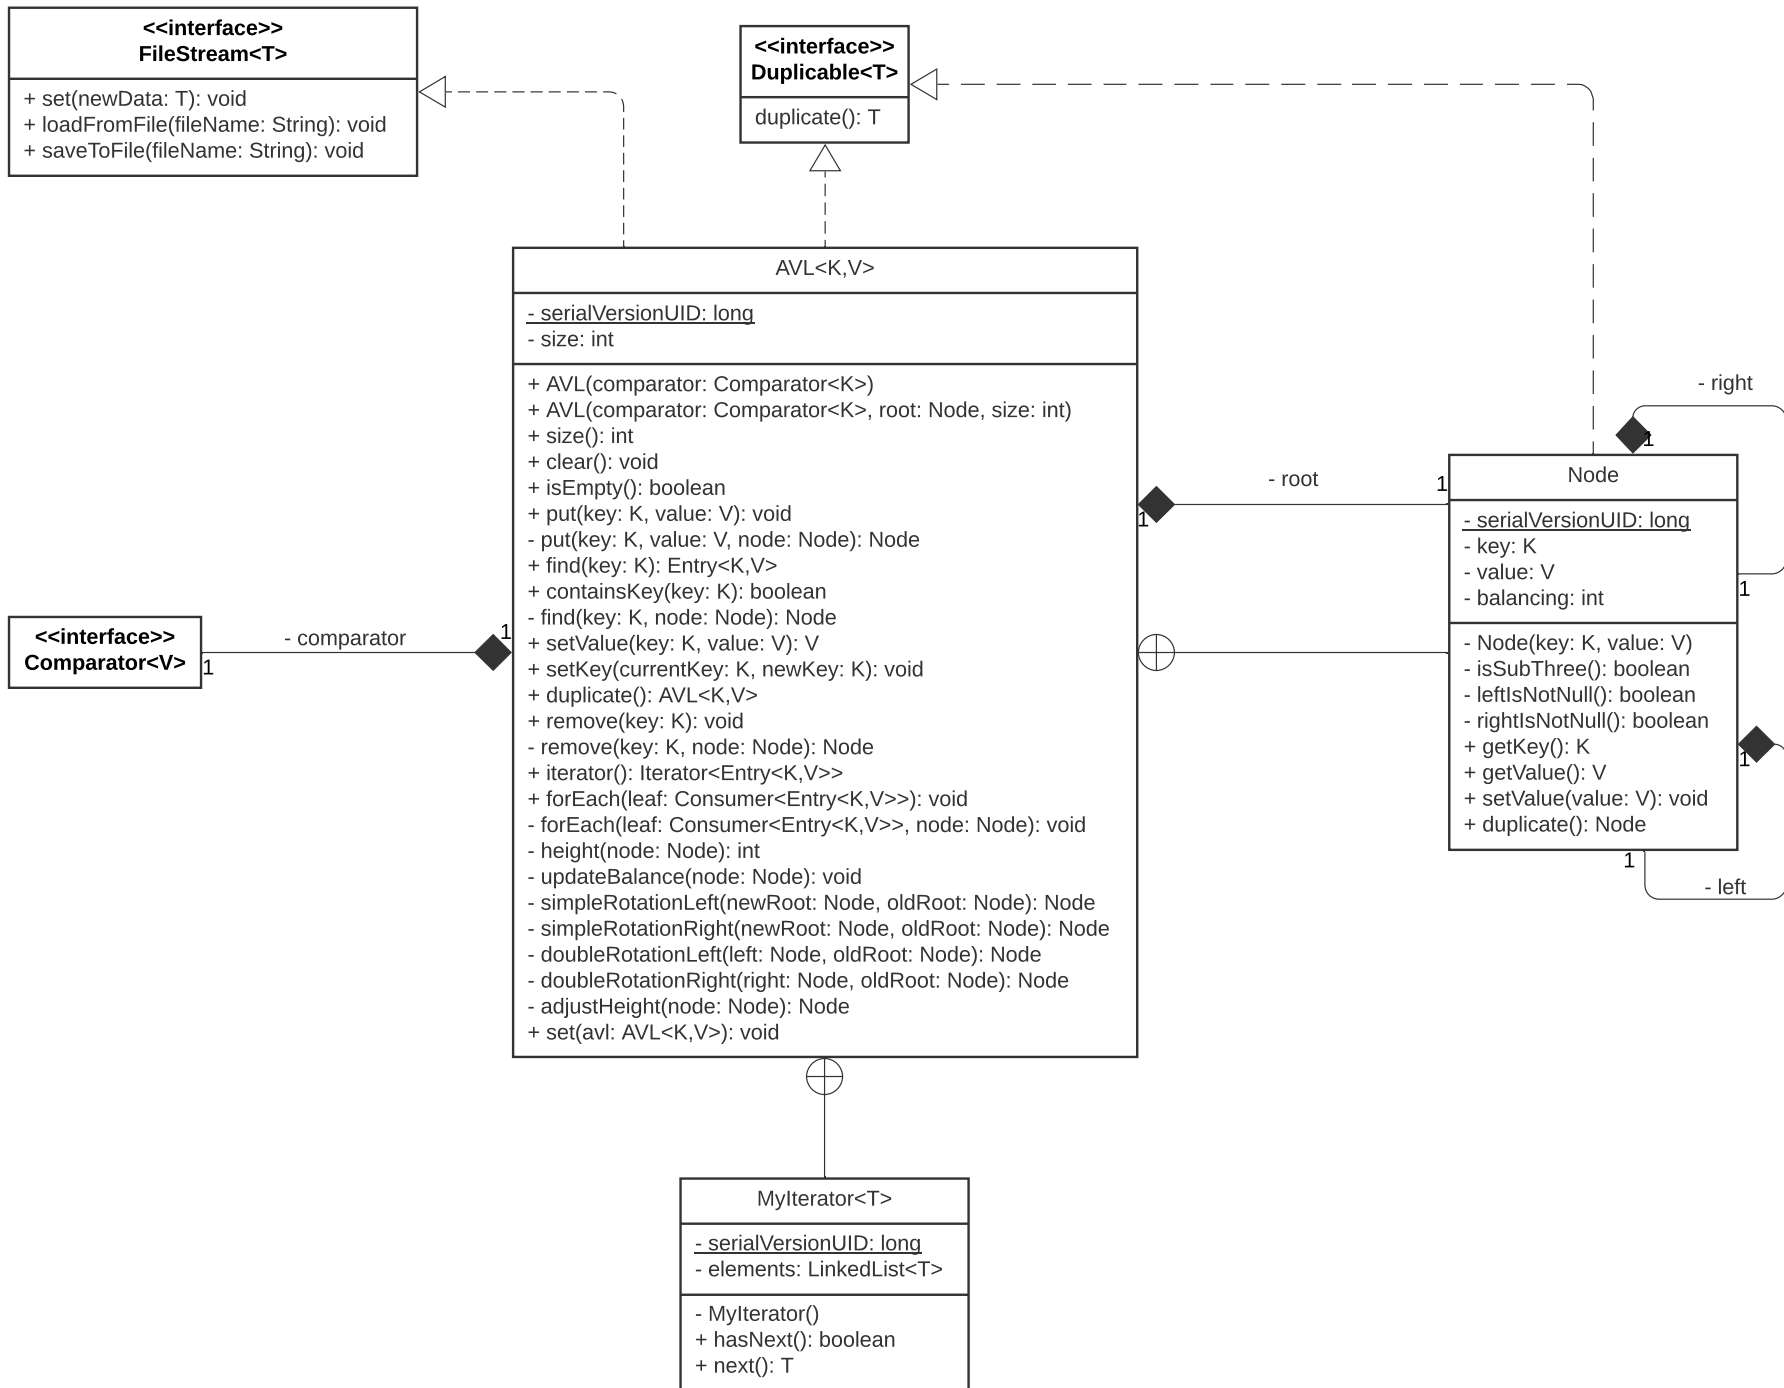 <<interface>>
FileStream<T>
+ set(newData: T): void
+ loadFromFile(fileName: String): void
+ saveToFile(fileName: String): void
<<interface>>
Duplicable<T>
duplicate(): T
AVL<K,V>
- serialVersionUID: long
- size: int
+ AVL(comparator: Comparator<K>)
+ AVL(comparator: Comparator<K>, root: Node, size: int)
+ size(): int
+ clear(): void
+ isEmpty(): boolean
+ put(key: K, value: V): void
- put(key: K, value: V, node: Node): Node
+ find(key: K): Entry<K,V>
+ containsKey(key: K): boolean
- find(key: K, node: Node): Node
+ setValue(key: K, value: V): V
+ setKey(currentKey: K, newKey: K): void
+ duplicate(): AVL<K,V>
+ remove(key: K): void
- remove(key: K, node: Node): Node
+ iterator(): Iterator<Entry<K,V>>
+ forEach(leaf: Consumer<Entry<K,V>>): void
- forEach(leaf: Consumer<Entry<K,V>>, node: Node): void
- height(node: Node): int
- updateBalance(node: Node): void
- simpleRotationLeft(newRoot: Node, oldRoot: Node): Node
- simpleRotationRight(newRoot: Node, oldRoot: Node): Node
- doubleRotationLeft(left: Node, oldRoot: Node): Node
- doubleRotationRight(right: Node, oldRoot: Node): Node
- adjustHeight(node: Node): Node
+ set(avl: AVL<K,V>): void
<<interface>>
Comparator<V>
1
- comparator
1
1
- root
1
Node
- serialVersionUID: long
- key: K
- value: V
- balancing: int
- Node(key: K, value: V)
- isSubThree(): boolean
- leftIsNotNull(): boolean
- rightIsNotNull(): boolean
+ getKey(): K
+ getValue(): V
+ setValue(value: V): void
+ duplicate(): Node
- right
1
1
1
1
- left
MyIterator<T>
- serialVersionUID: long
- elements: LinkedList<T>
- MyIterator()
+ hasNext(): boolean
+ next(): T